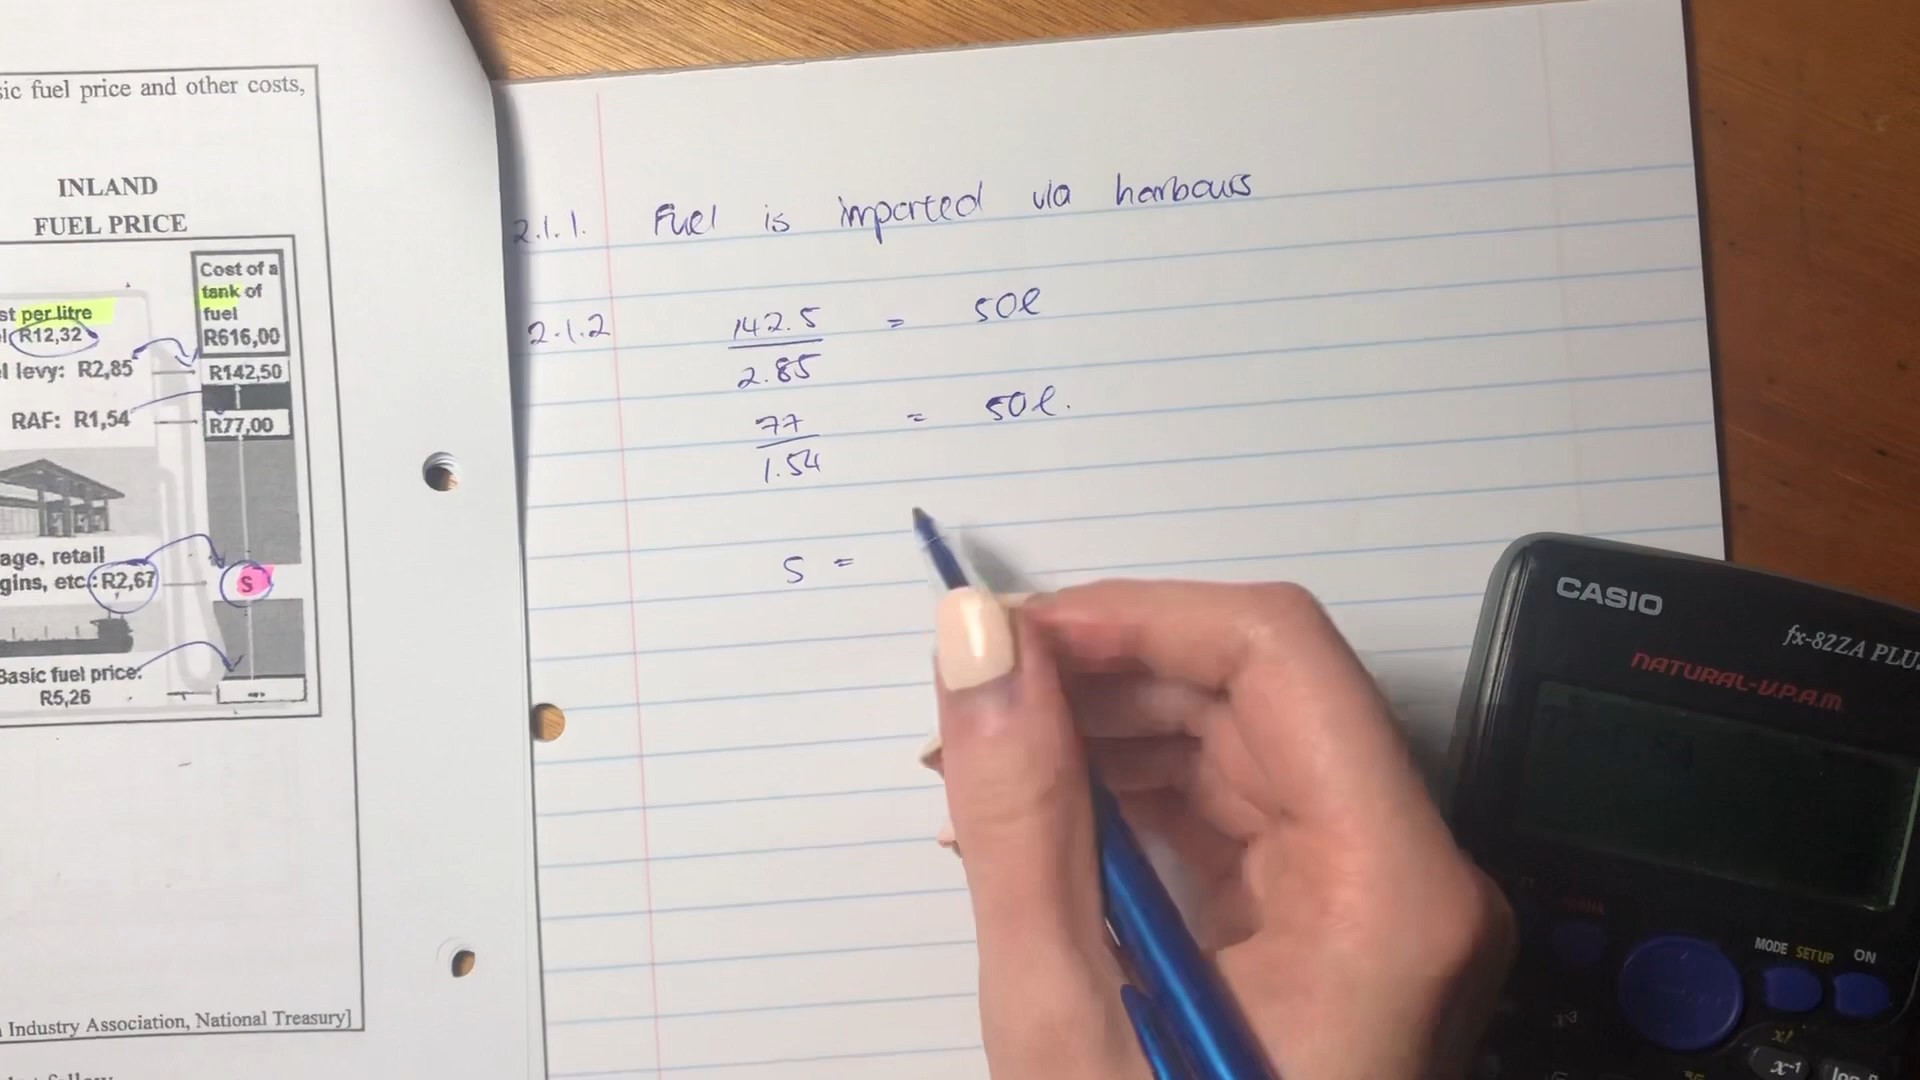 sic fuel price and other costs,
INLAND
FUEL PRICE
Cost of a
tank of
fuel
R616,00
st per litre
R12,32
l levy: R2,85
R142,50
RAF: R1,54
R77,00
age, retail
gins, etc.: R2,67
S
Basic fuel price:
R5,26
Industry Association, National Treasury]
2.1.1. Fuel is imported via harbours
2.1.2 142.5 = 50l
2.85
77 = 50l.
1.54
S =
CASIO
fx-82ZA PLU
NATURAL-V.P.A.M.
MODE SETUP ON
x!
x-1